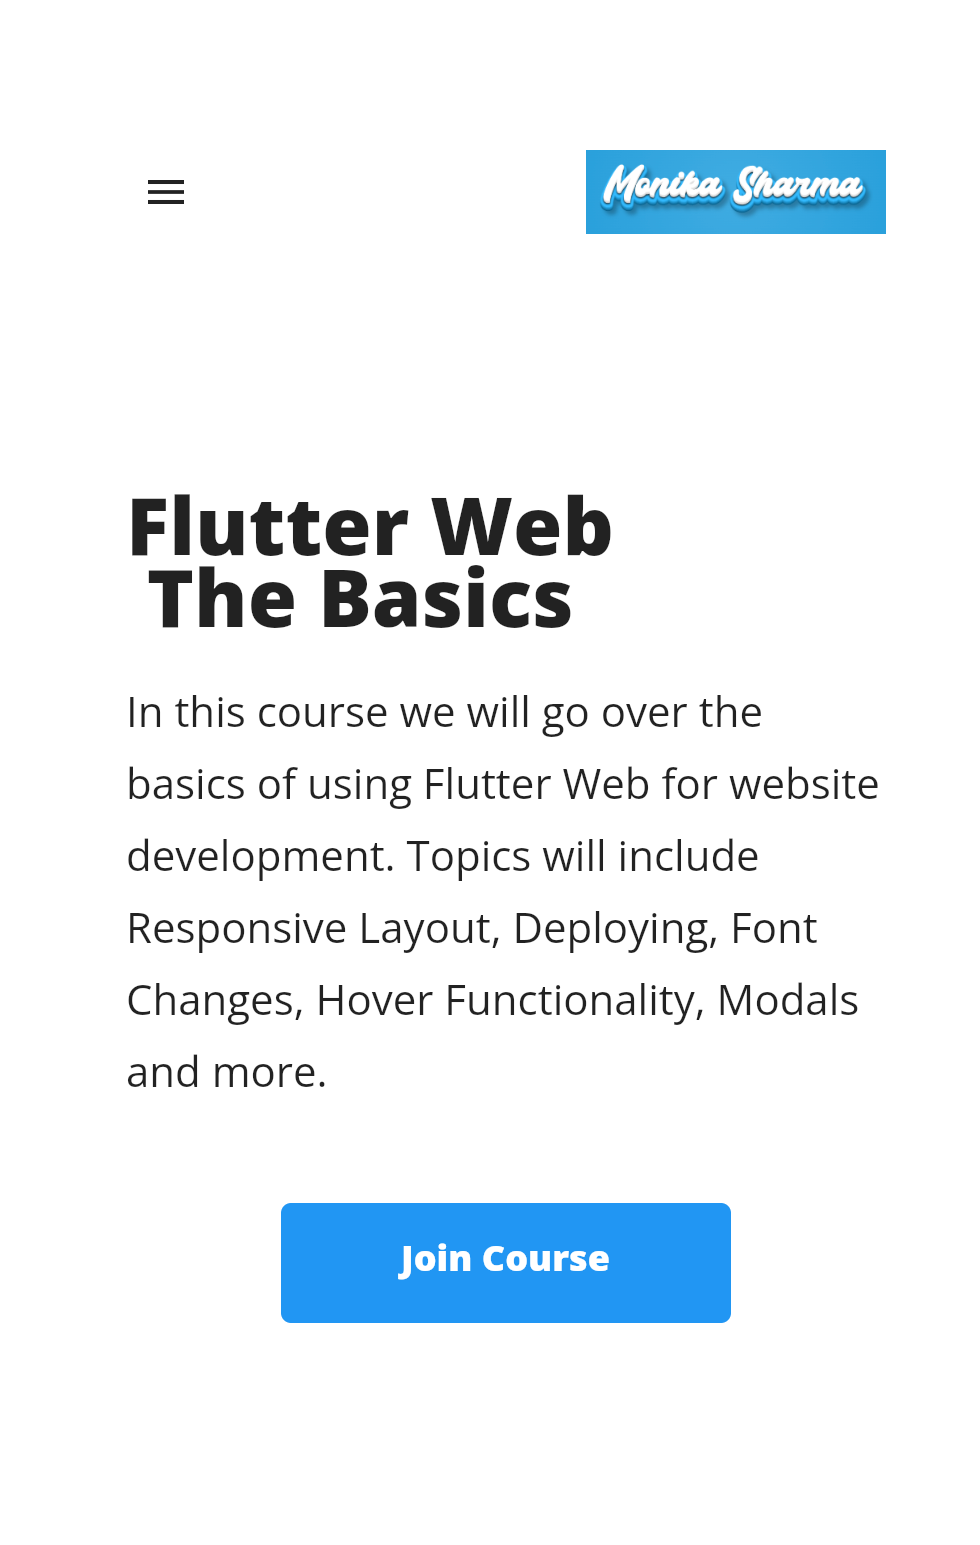 Monika Sharma
Flutter Web
The Basics
In this course we will go over the
basics of using Flutter Web for website
development. Topics will include
Responsive Layout, Deploying, Font
Changes, Hover Functionality, Modals
and more.
Join Course